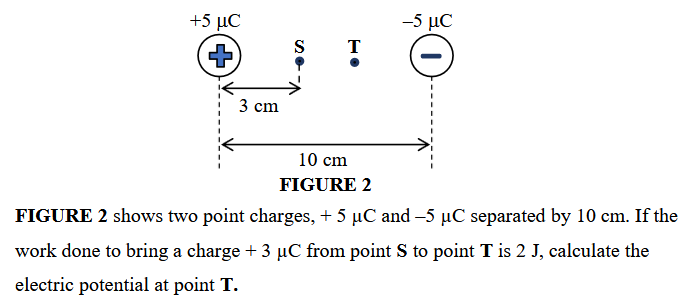 +5 μC –5 μC
S T
3 cm
10 cm
FIGURE 2
FIGURE 2 shows two point charges, + 5 μC and –5 μC separated by 10 cm. If the
work done to bring a charge + 3 μC from point S to point T is 2 J, calculate the
electric potential at point T.